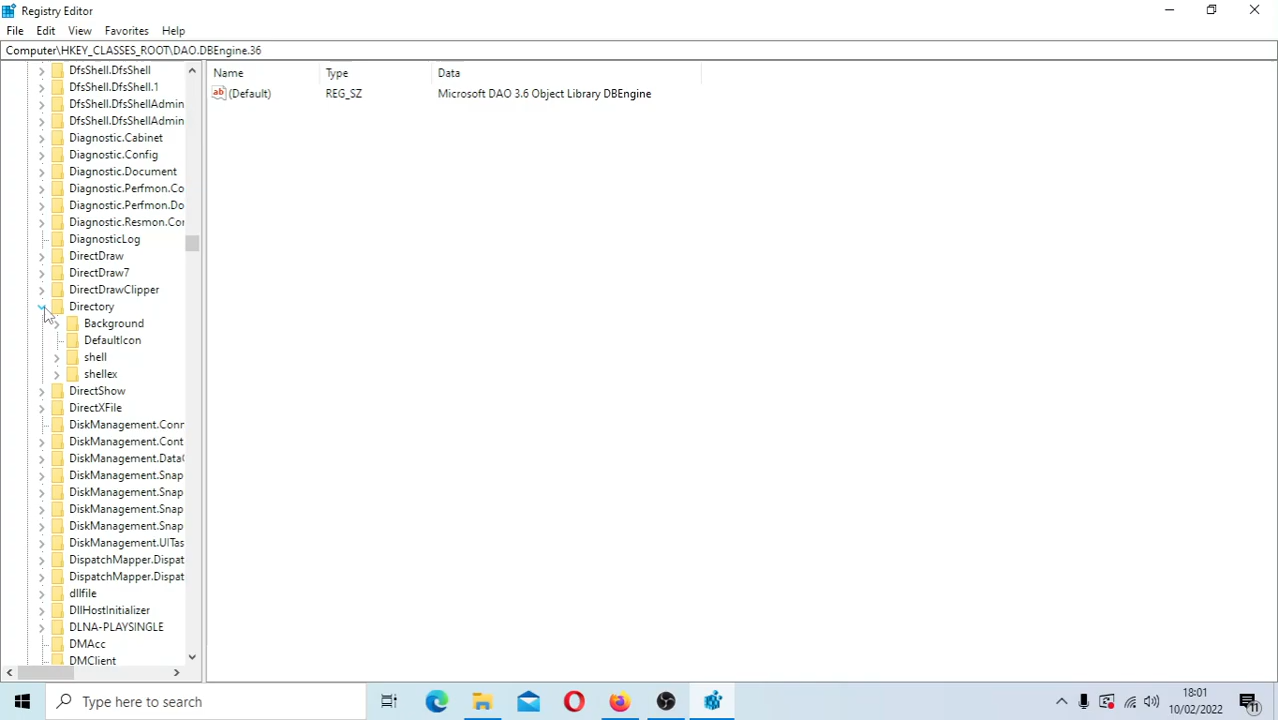 Registry Editor
File Edit View Favorites Help
Computer\HKEY_CLASSES_ROOT\DAO.DBEngine.36
Name Type Data
ab (Default) REG_SZ Microsoft DAO 3.6 Object Library DBEngine
DfsShell.DfsShell
DfsShell.DfsShell.1
DfsShell.DfsShellAdmin
DfsShell.DfsShellAdmin
Diagnostic.Cabinet
Diagnostic.Config
Diagnostic.Document
Diagnostic.Perfmon.Co
Diagnostic.Perfmon.Do
Diagnostic.Resmon.Cor
DiagnosticLog
DirectDraw
DirectDraw7
DirectDrawClipper
Directory
Background
DefaultIcon
shell
shellex
DirectShow
DirectXFile
DiskManagement.Conr
DiskManagement.Cont
DiskManagement.Data
DiskManagement.Snap
DiskManagement.Snap
DiskManagement.Snap
DiskManagement.Snap
DiskManagement.UITas
DispatchMapper.Dispat
DispatchMapper.Dispat
dllfile
DllHostInitializer
DLNA-PLAYSINGLE
DMAcc
DMClient
Type here to search
18:01
10/02/2022
11